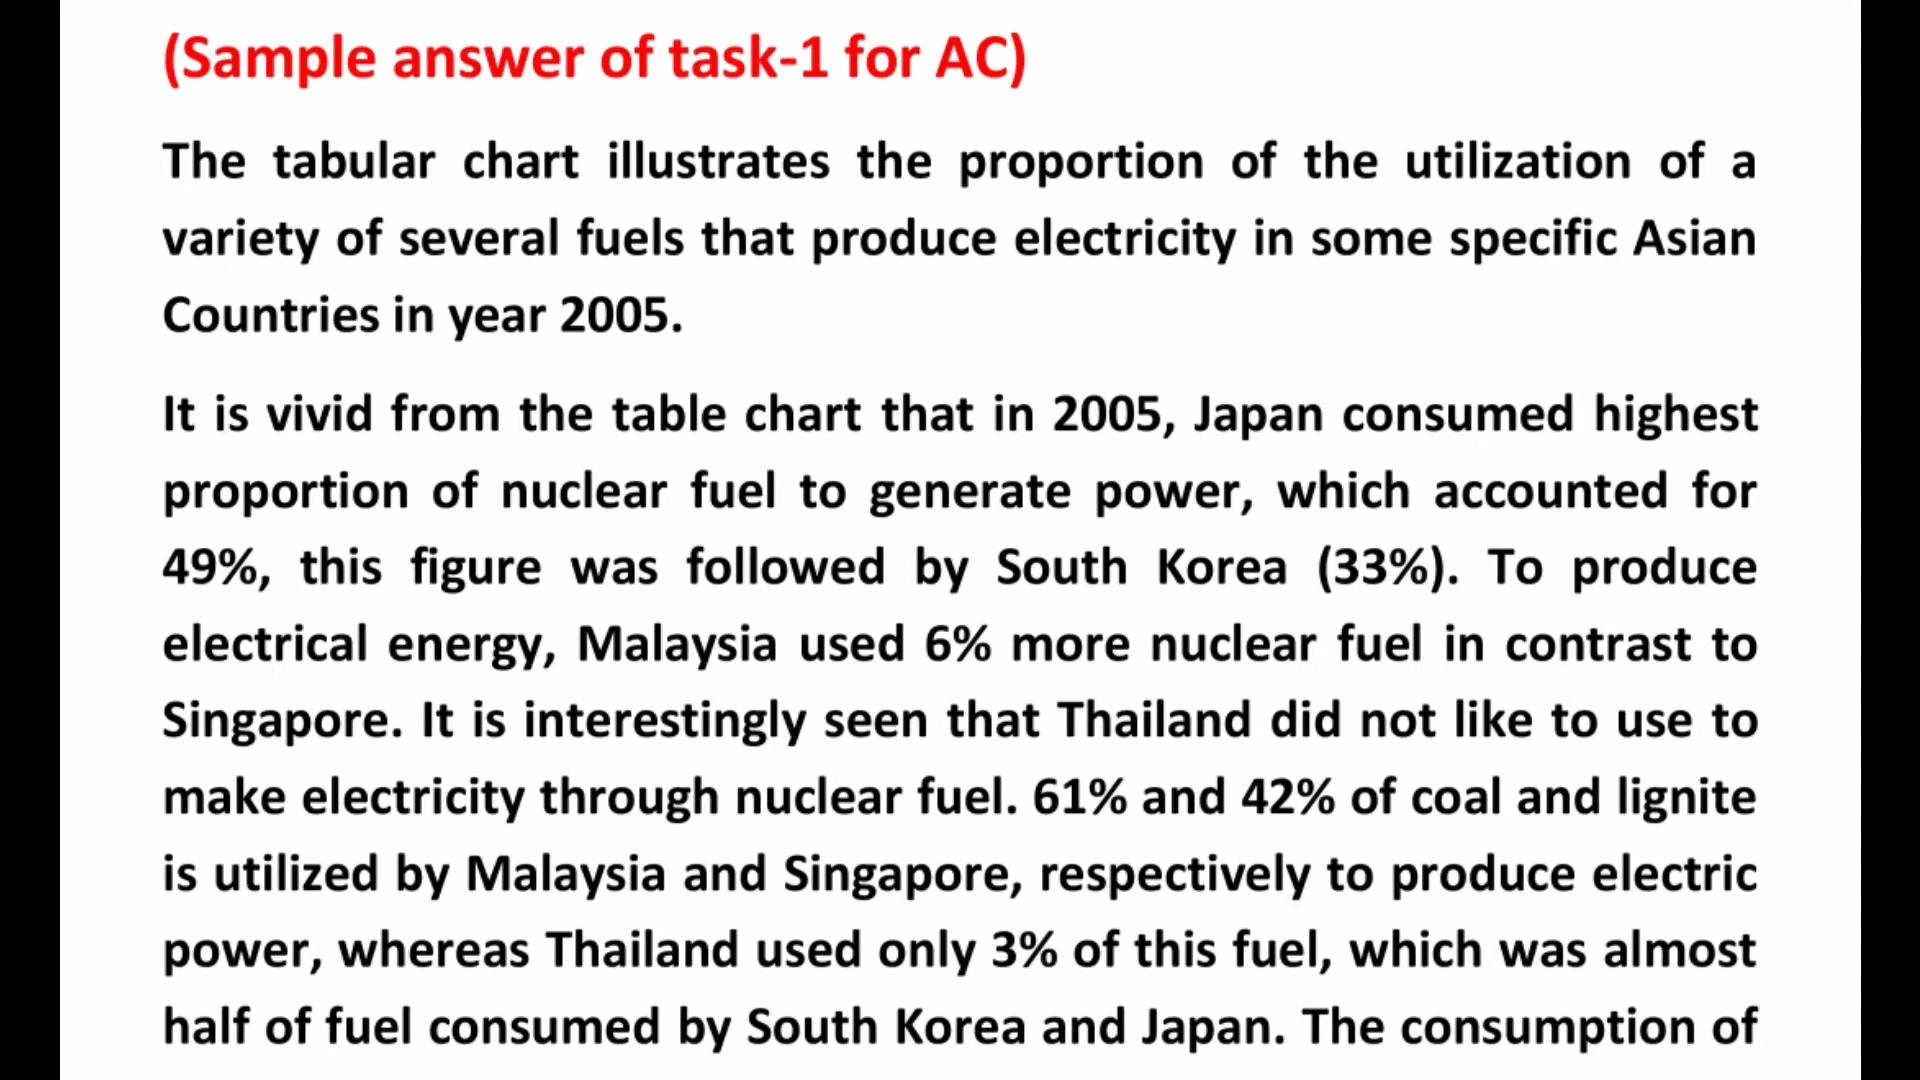 (Sample answer of task-1 for AC)
The tabular chart illustrates the proportion of the utilization of a
variety of several fuels that produce electricity in some specific Asian
Countries in year 2005.
It is vivid from the table chart that in 2005, Japan consumed highest
proportion of nuclear fuel to generate power, which accounted for
49%, this figure was followed by South Korea (33%). To produce
electrical energy, Malaysia used 6% more nuclear fuel in contrast to
Singapore. It is interestingly seen that Thailand did not like to use to
make electricity through nuclear fuel. 61% and 42% of coal and lignite
is utilized by Malaysia and Singapore, respectively to produce electric
power, whereas Thailand used only 3% of this fuel, which was almost
half of fuel consumed by South Korea and Japan. The consumption of